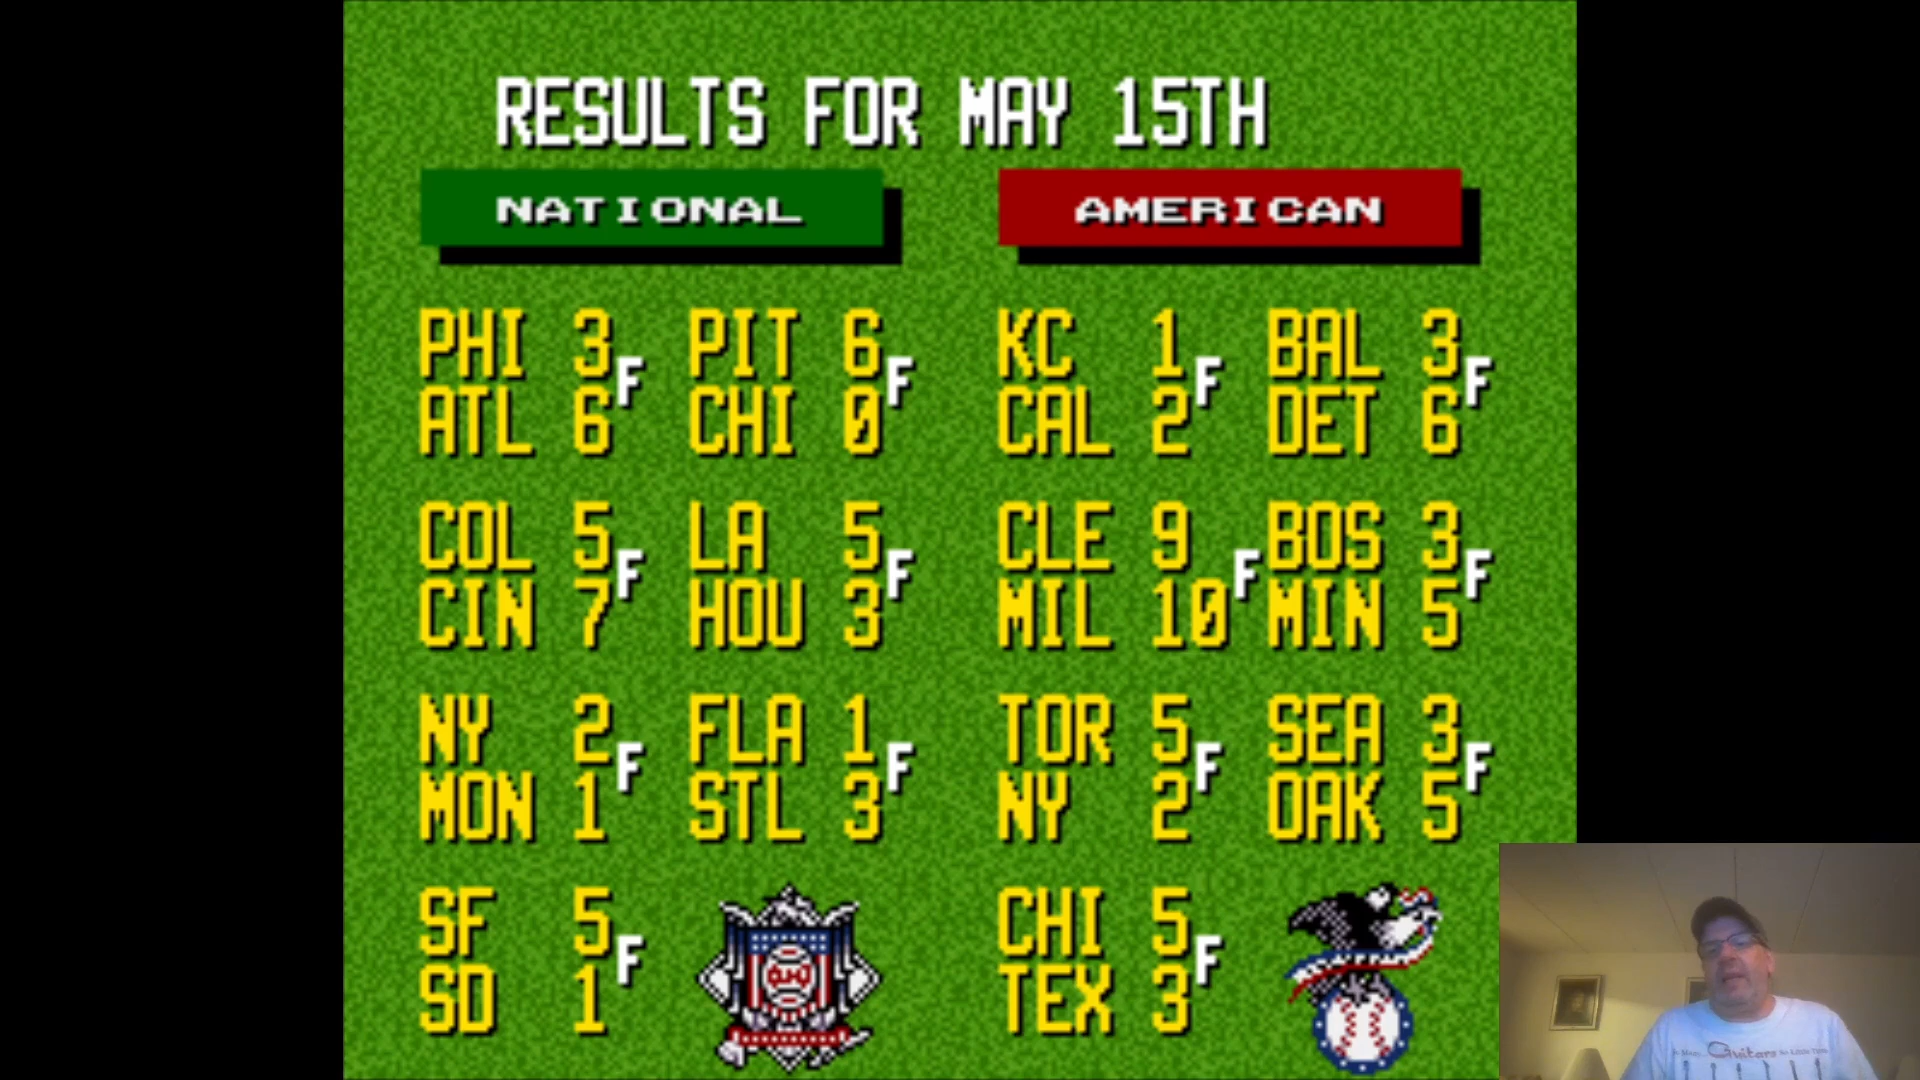 RESULTS FOR MAY 15TH
NATIONAL AMERICAN
PHI 3 F PIT 6 F KC 1 F BAL 3 F
ATL 6 CHI 0 CAL 2 DET 6
COL 5 F LA 5 F CLE 9 F BOS 3 F
CIN 7 HOU 3 MIL 10 MIN 5
NY 2 F FLA 1 F TOR 5 F SEA 3 F
MON 1 STL 3 NY 2 OAK 5
SF 5 F CHI 5 F
SD 1 TEX 3
Guitars